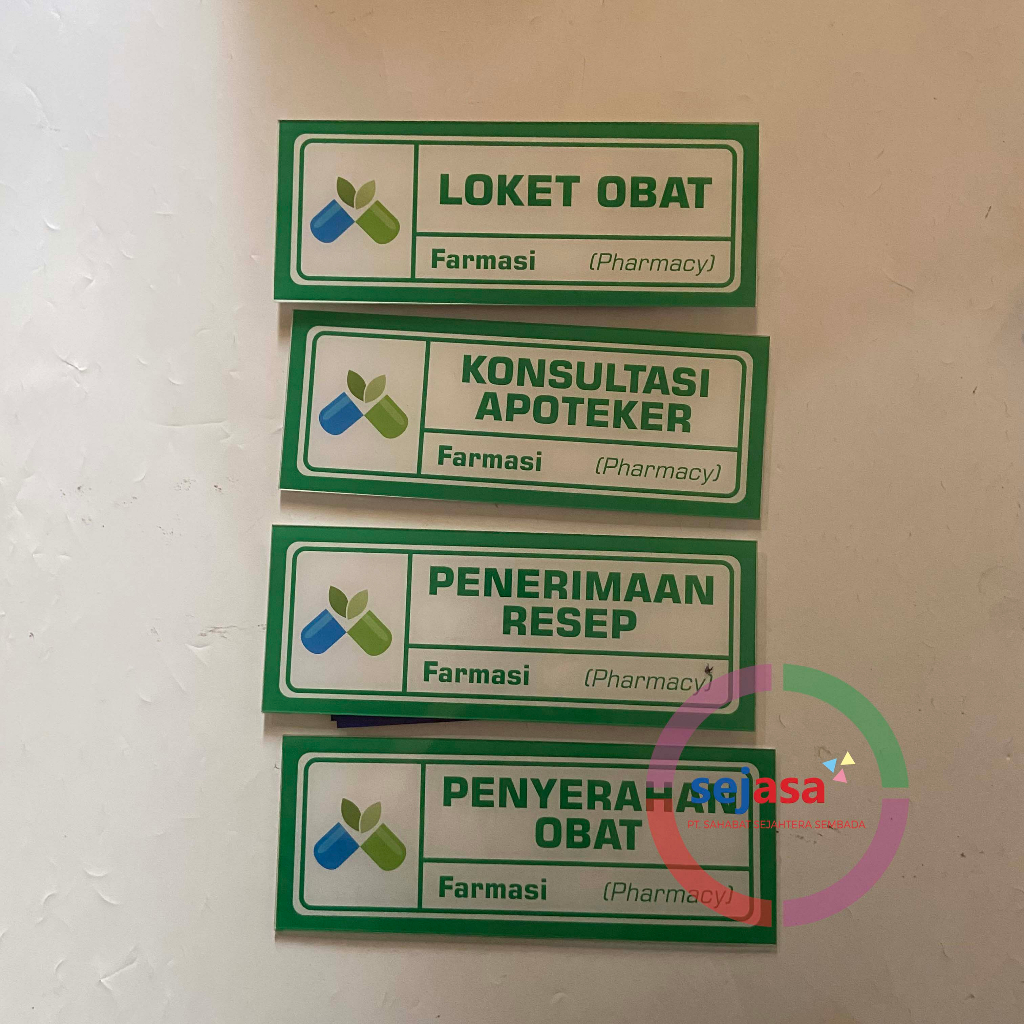 LOKET OBAT
Farmasi (Pharmacy)
KONSULTASI
APOTEKER
Farmasi (Pharmacy)
PENERIMAAN
RESEP
Farmasi (Pharmacy)
PENYERAHAN
OBAT
Farmasi (Pharmacy)
sejasa
PT. SAHABAT SEJAHTERA SEMBADA